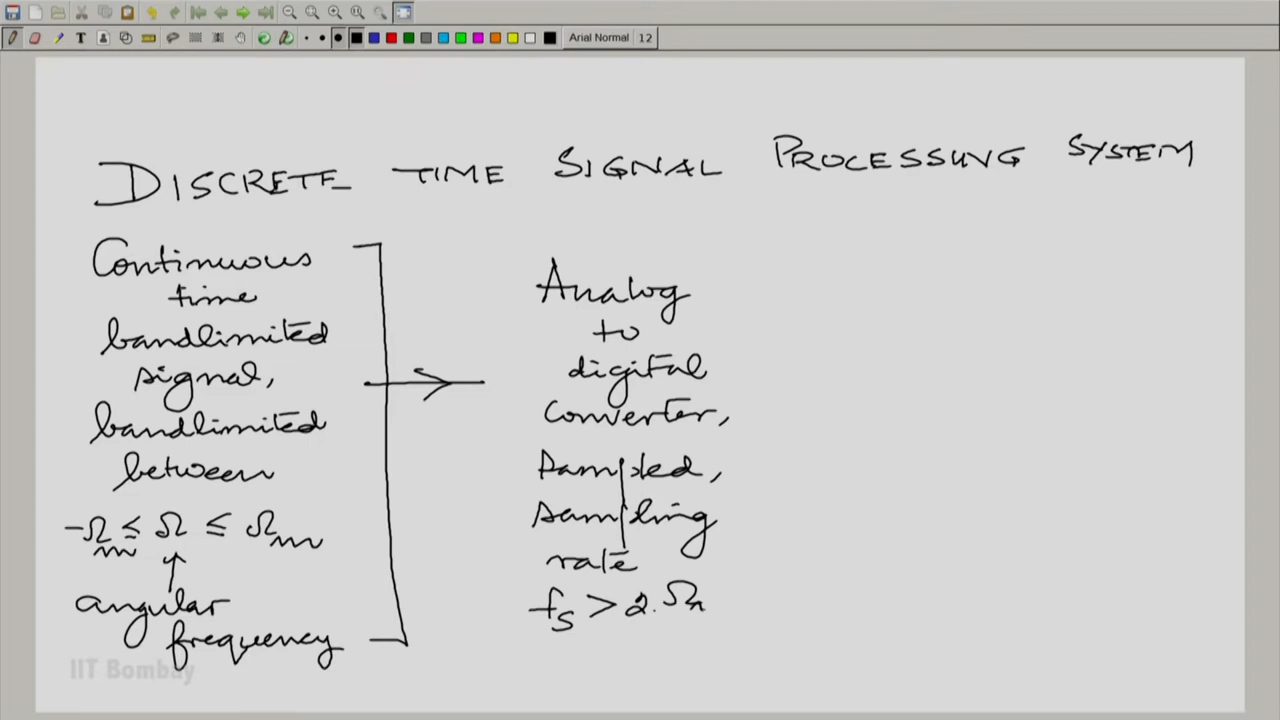 Arial Normal 12
DISCRETE TIME SIGNAL PROCESSING SYSTEM
Continuous
time
bandlimited
signal,
bandlimited
between
-Ωm ≤ Ω ≤ Ωm
angular
frequency
Analog
to
digital
converter,
sampled,
sampling
rate
fs > 2.Ωm
IIT Bombay